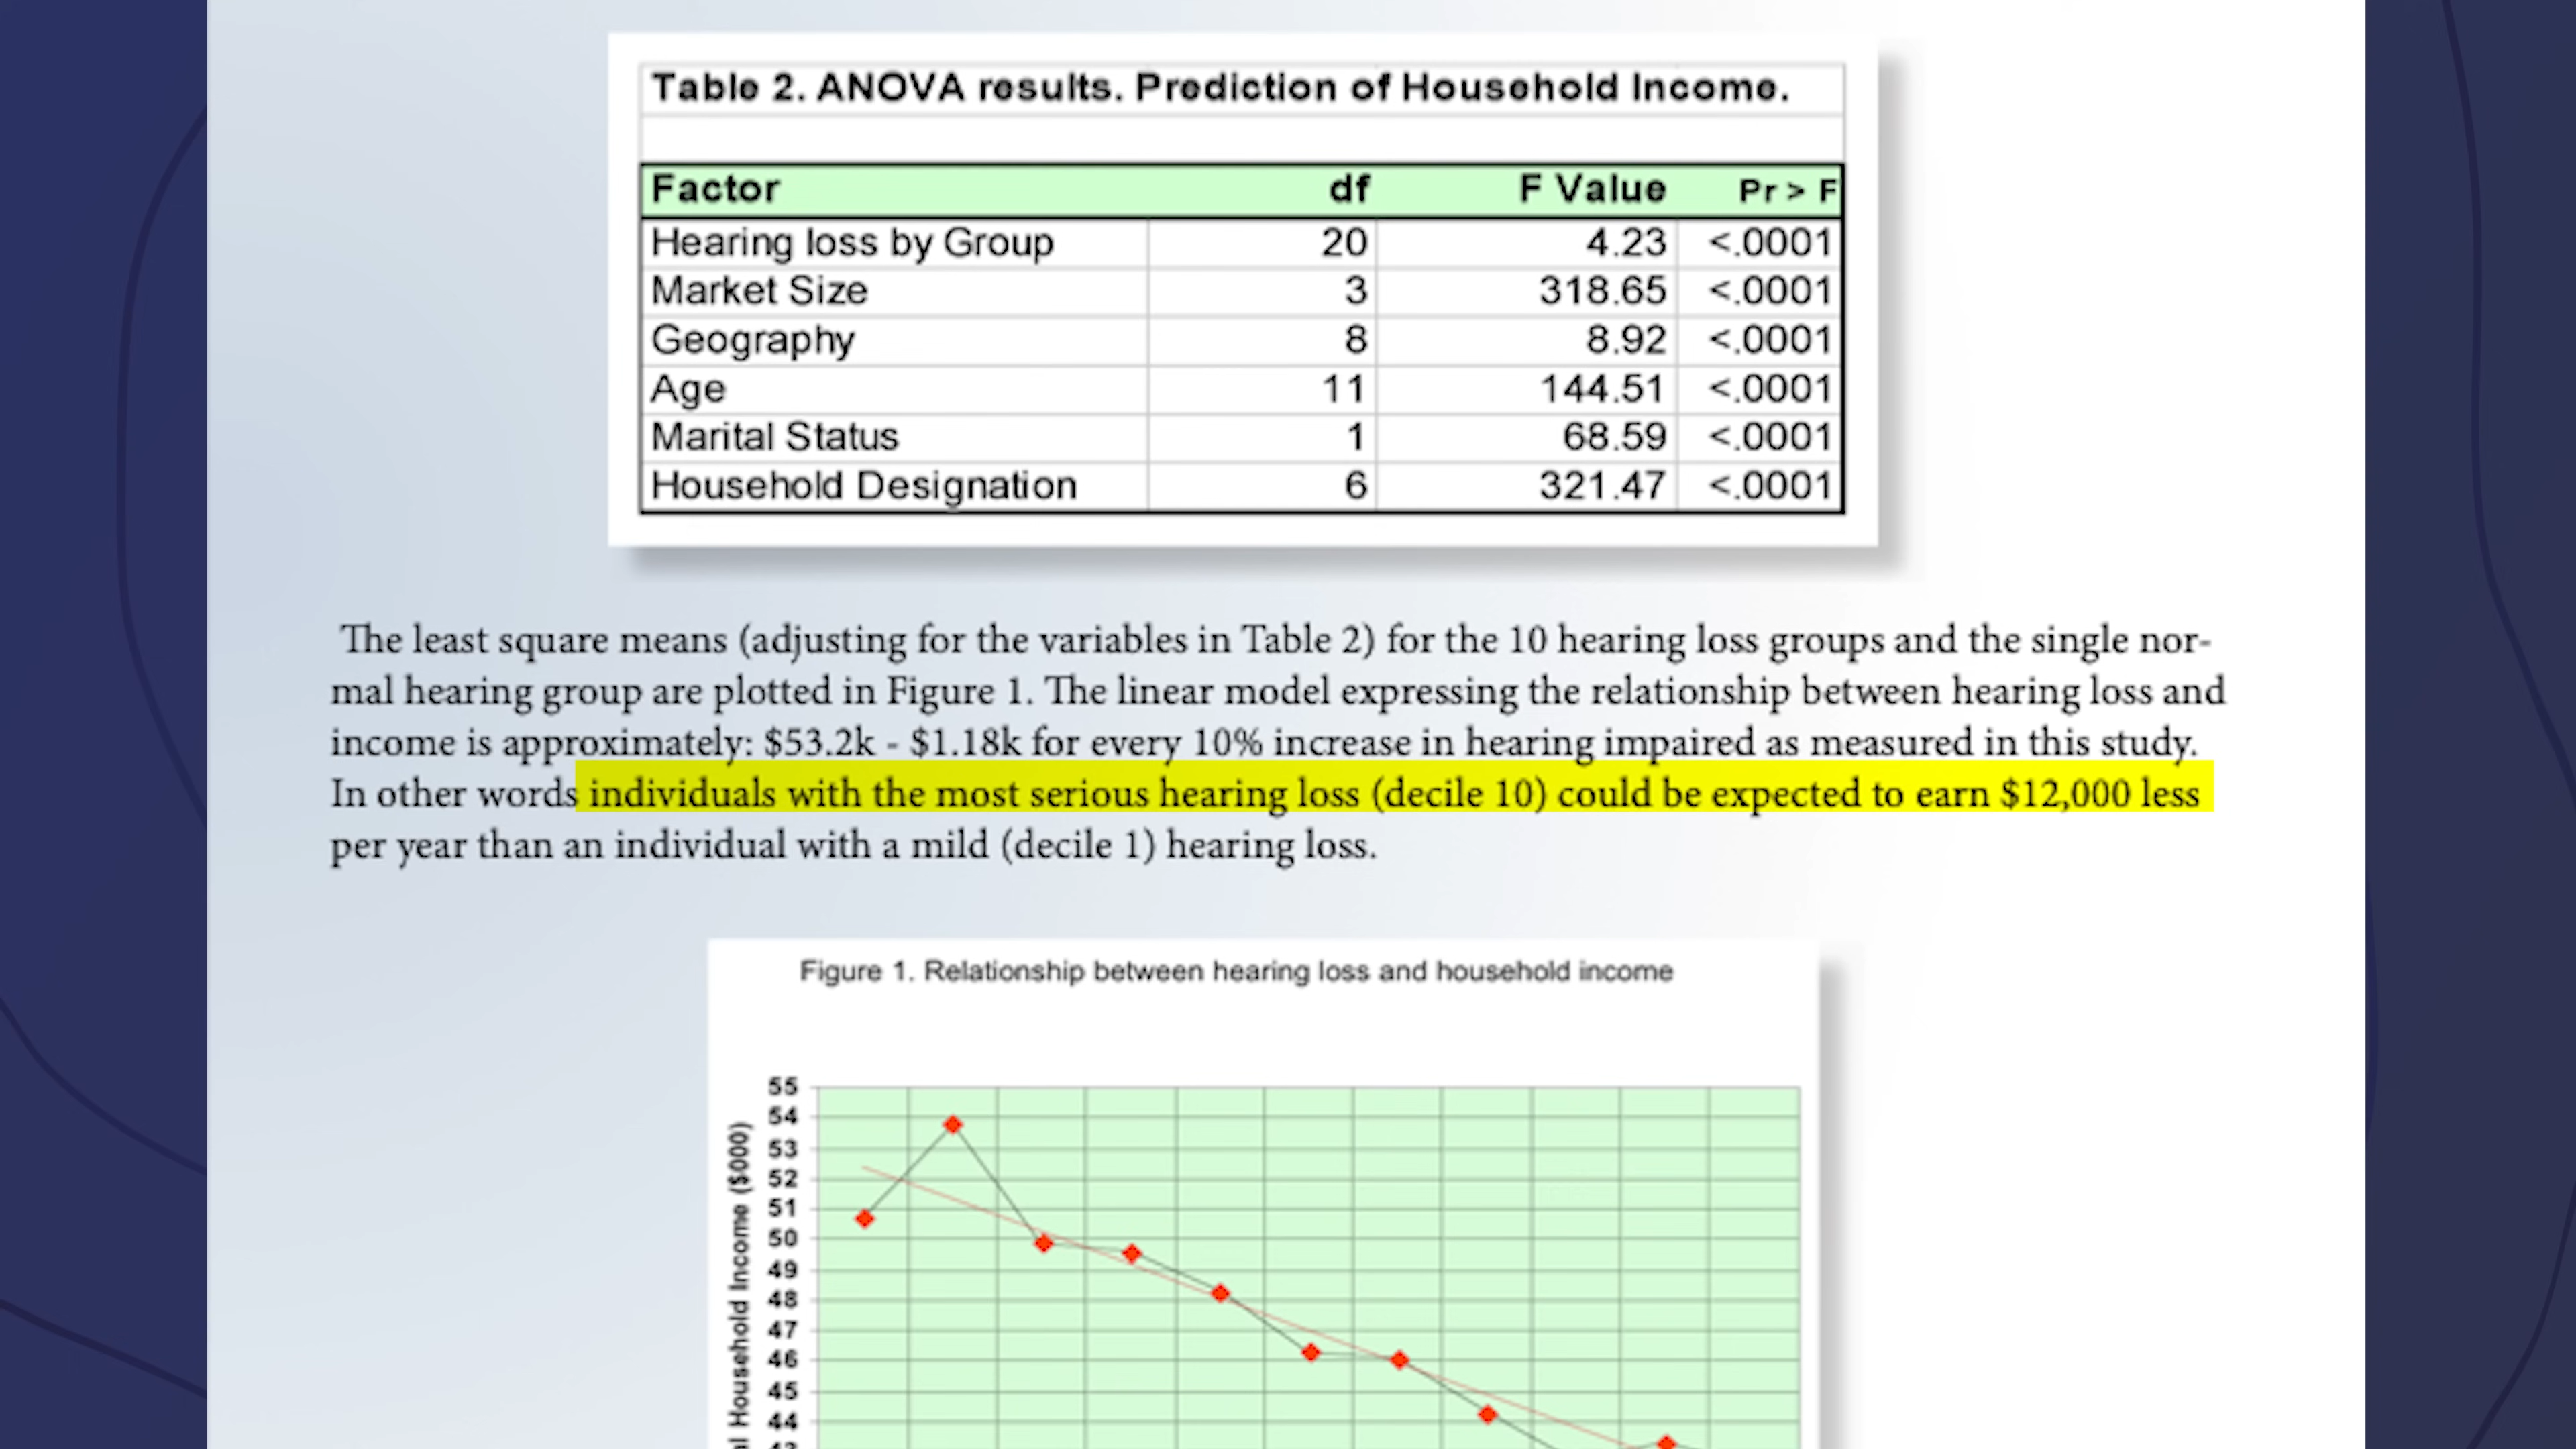 Table 2. ANOVA results. Prediction of Household Income.
Factor df F Value Pr > F
Hearing loss by Group 20 4.23 <.0001
Market Size 3 318.65 <.0001
Geography 8 8.92 <.0001
Age 11 144.51 <.0001
Marital Status 1 68.59 <.0001
Household Designation 6 321.47 <.0001
The least square means (adjusting for the variables in Table 2) for the 10 hearing loss groups and the single nor-
mal hearing group are plotted in Figure 1. The linear model expressing the relationship between hearing loss and
income is approximately: $53.2k - $1.18k for every 10% increase in hearing impaired as measured in this study.
In other words individuals with the most serious hearing loss (decile 10) could be expected to earn $12,000 less
per year than an individual with a mild (decile 1) hearing loss.
Figure 1. Relationship between hearing loss and household income
Household Income ($000)
55
54
53
52
51
50
49
48
47
46
45
44